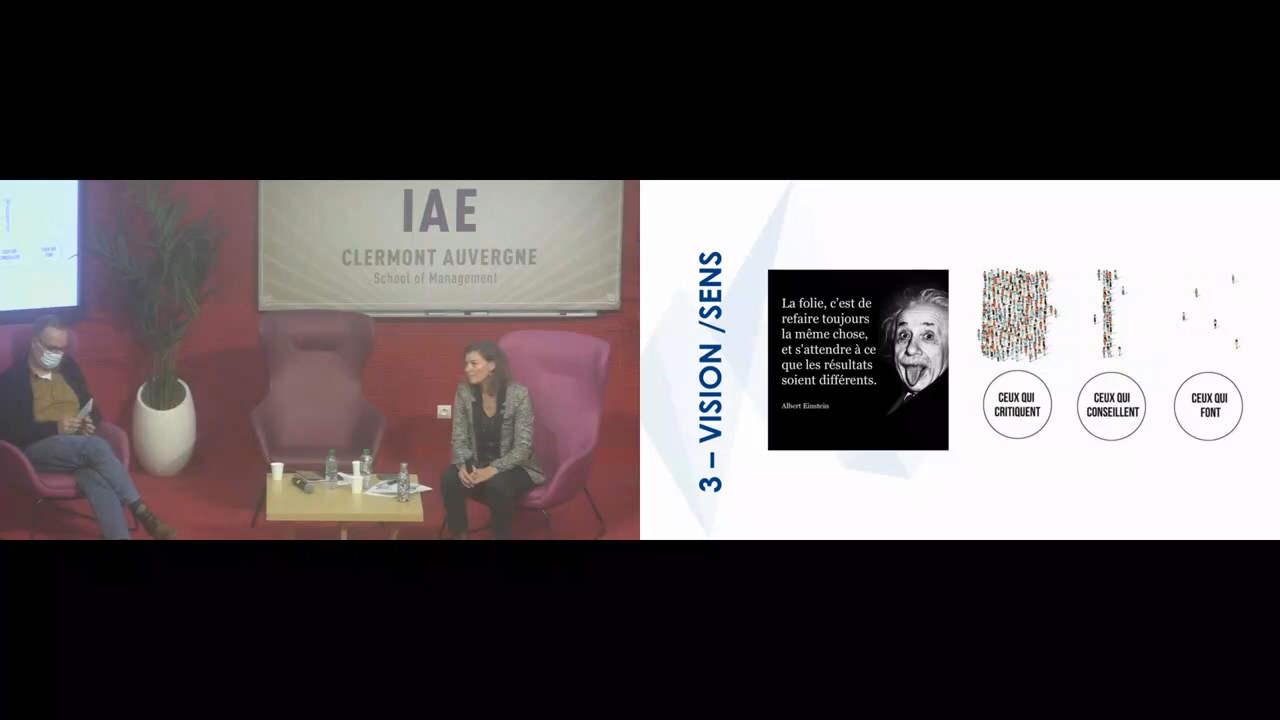 IAE
CLERMONT AUVERGNE
School of Management
3 – VISION /SENS
La folie, c’est de
refaire toujours
la même chose,
et s’attendre à ce
que les résultats
soient différents.
Albert Einstein
CEUX QUI
CRITIQUENT
CEUX QUI
CONSEILLENT
CEUX QUI
FONT